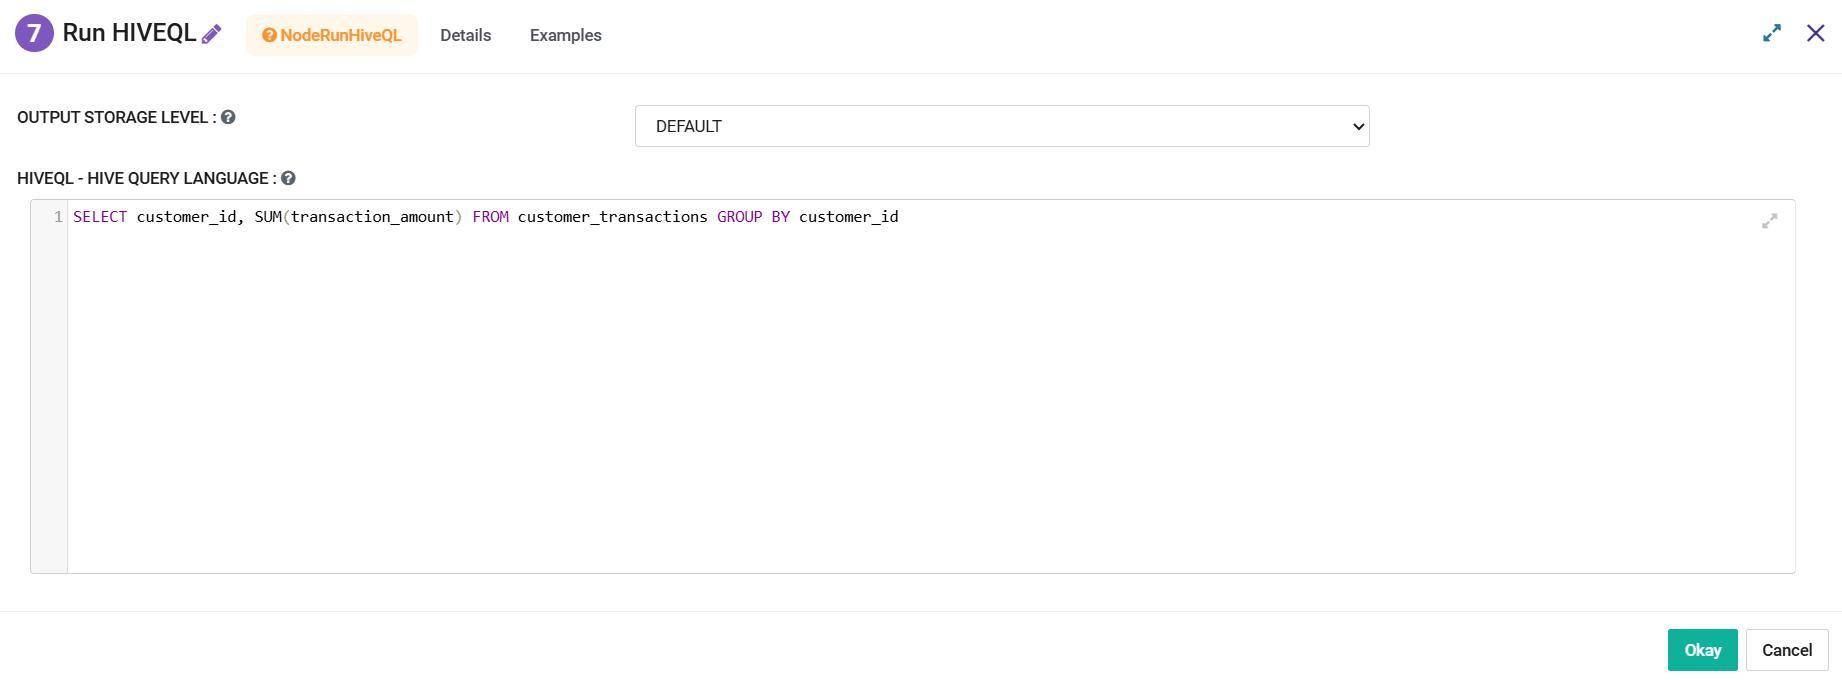 7 Run HIVEQL NodeRunHiveQL Details Examples
OUTPUT STORAGE LEVEL : DEFAULT
HIVEQL - HIVE QUERY LANGUAGE :
1 SELECT customer_id, SUM(transaction_amount) FROM customer_transactions GROUP BY customer_id
Okay Cancel